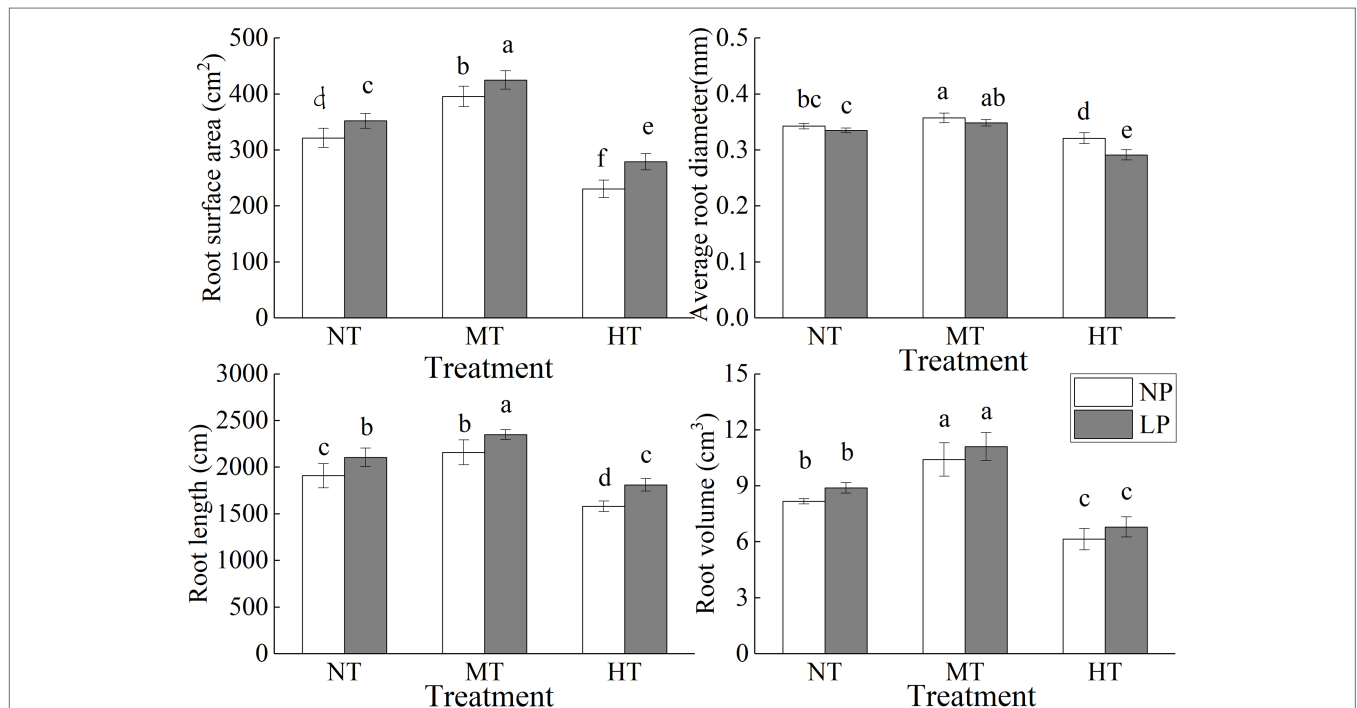 Root surface area (cm²)
500
400
300
200
100
0
d
c
b
a
f
e
NT
MT
HT
Treatment
Average root diameter(mm)
0.5
0.4
0.3
0.2
0.1
0.0
bc
c
a
ab
d
e
NT
MT
HT
Treatment
Root length (cm)
3000
2500
2000
1500
1000
500
0
c
b
b
a
d
c
NT
MT
HT
Treatment
Root volume (cm³)
15
12
9
6
3
0
b
b
a
a
c
c
NP
LP
NT
MT
HT
Treatment